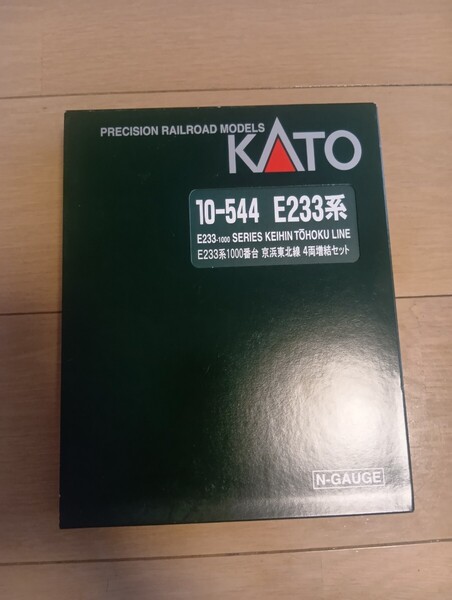 PRECISION RAILROAD MODELS
KATO
10-544 E233系
E233-1000 SERIES KEIHIN TŌHOKU LINE
E233系1000番台 京浜東北線 4両増結セット
N-GAUGE